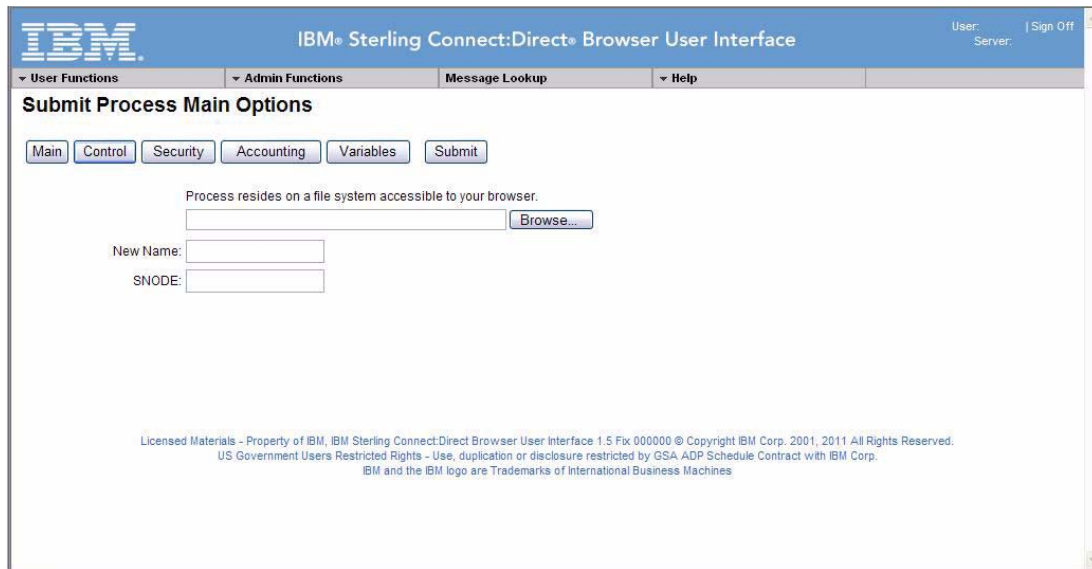 IBM.
IBM® Sterling Connect:Direct® Browser User Interface
User: | Sign Off
Server:
User Functions Admin Functions Message Lookup Help
Submit Process Main Options
Main Control Security Accounting Variables Submit
Process resides on a file system accessible to your browser.
Browse...
New Name:
SNODE:
Licensed Materials - Property of IBM, IBM Sterling Connect:Direct Browser User Interface 1.5 Fix 000000 © Copyright IBM Corp. 2001, 2011 All Rights Reserved.
US Government Users Restricted Rights - Use, duplication or disclosure restricted by GSA ADP Schedule Contract with IBM Corp.
IBM and the IBM logo are Trademarks of International Business Machines